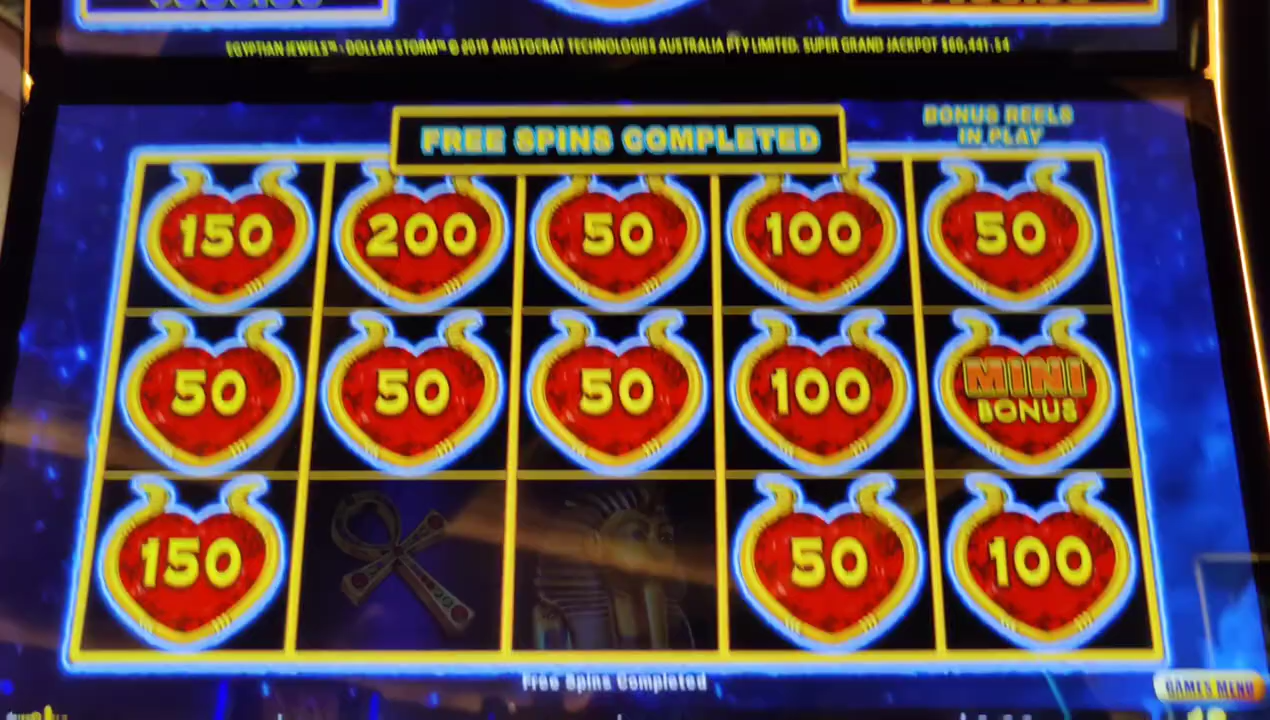 EGYPTIAN JEWELS™ - DOLLAR STORM™ © 2019 ARISTOCRAT TECHNOLOGIES AUSTRALIA PTY LIMITED, SUPER GRAND JACKPOT $60,441.54
FREE SPINS COMPLETED
BONUS REELS
IN PLAY
150 200 50 100 50
50 50 50 100 MINI
BONUS
150 50 100
Free Spins Completed
GAMES MENU